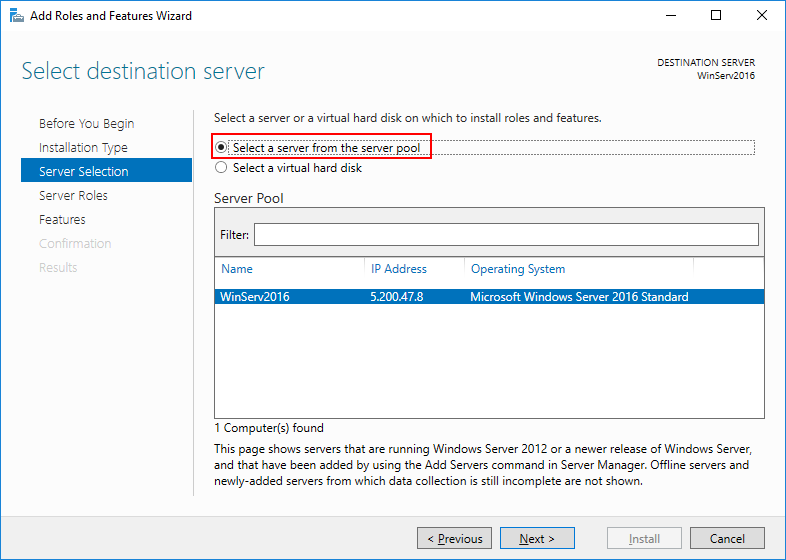 Add Roles and Features Wizard
Select destination server
DESTINATION SERVER
WinServ2016
Before You Begin
Installation Type
Server Selection
Server Roles
Features
Confirmation
Results
Select a server or a virtual hard disk on which to install roles and features.
Select a server from the server pool
Select a virtual hard disk
Server Pool
Filter:
Name IP Address Operating System
WinServ2016 5.200.47.8 Microsoft Windows Server 2016 Standard
1 Computer(s) found
This page shows servers that are running Windows Server 2012 or a newer release of Windows Server,
and that have been added by using the Add Servers command in Server Manager. Offline servers and
newly-added servers from which data collection is still incomplete are not shown.
< Previous Next > Install Cancel